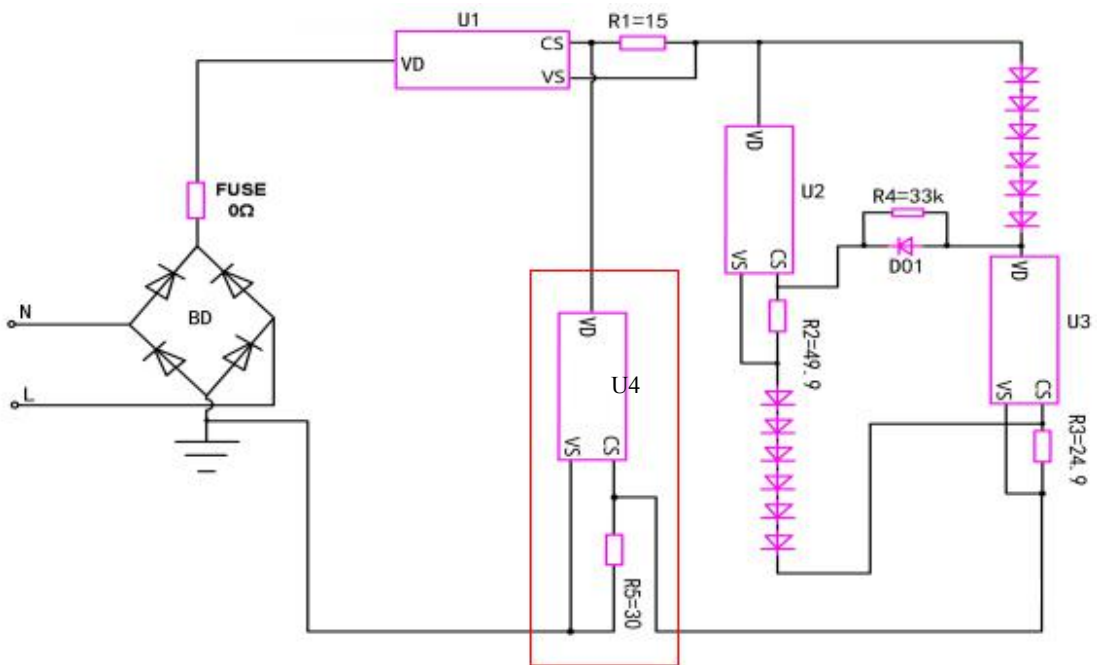 U1
R1=15
CS
VD
VS
FUSE
0Ω
VD
U2
R4=33k
VS
CS
D01
VD
N
BD
VD
R2=49.9
U3
L
U4
VS
CS
R3=24.9
VS
CS
R5=30